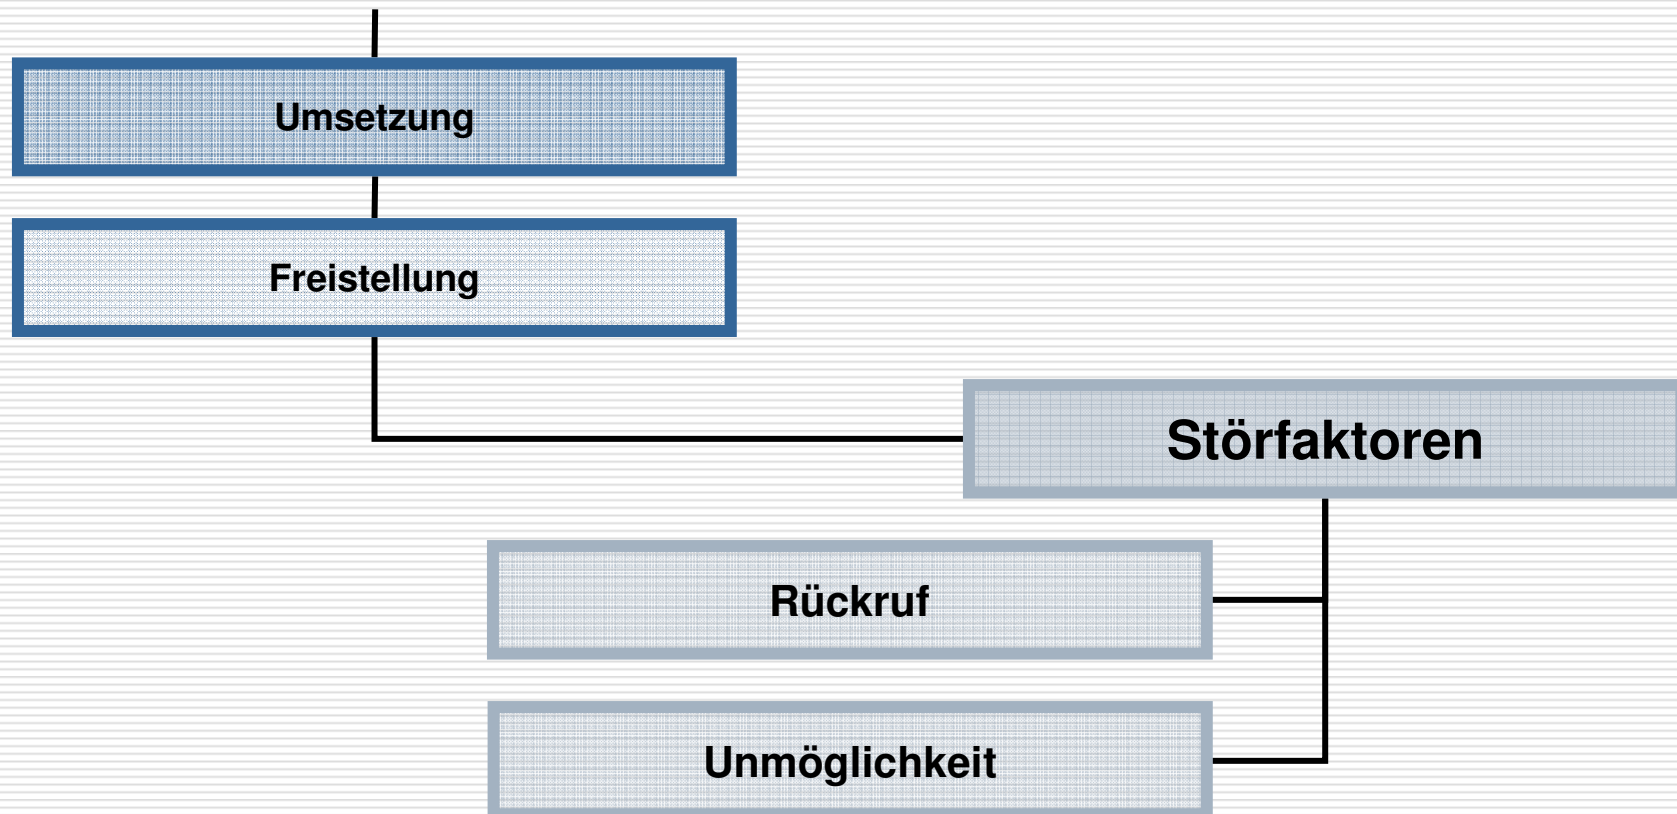 Umsetzung
Freistellung
Störfaktoren
Rückruf
Unmöglichkeit